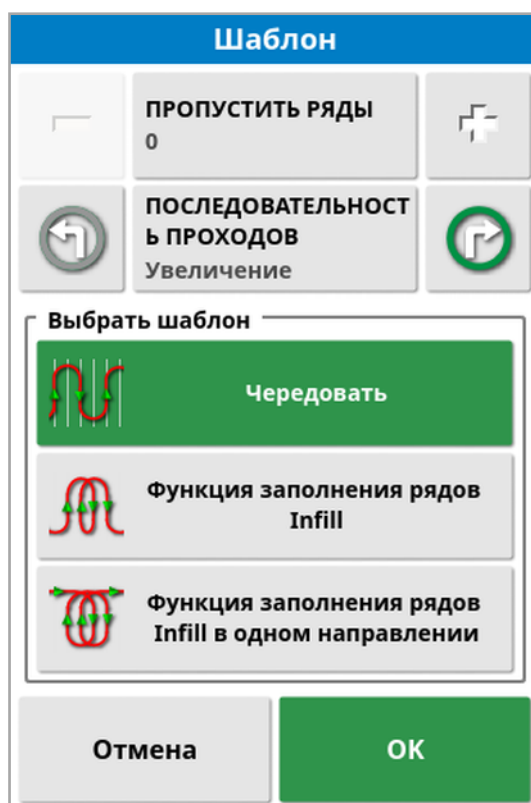 Шаблон
ПРОПУСТИТЬ РЯДЫ
0
ПОСЛЕДОВАТЕЛЬНОСТ
Ь ПРОХОДОВ
Увеличение
Выбрать шаблон
Чередовать
Функция заполнения рядов
Infill
Функция заполнения рядов
Infill в одном направлении
Отмена
OK